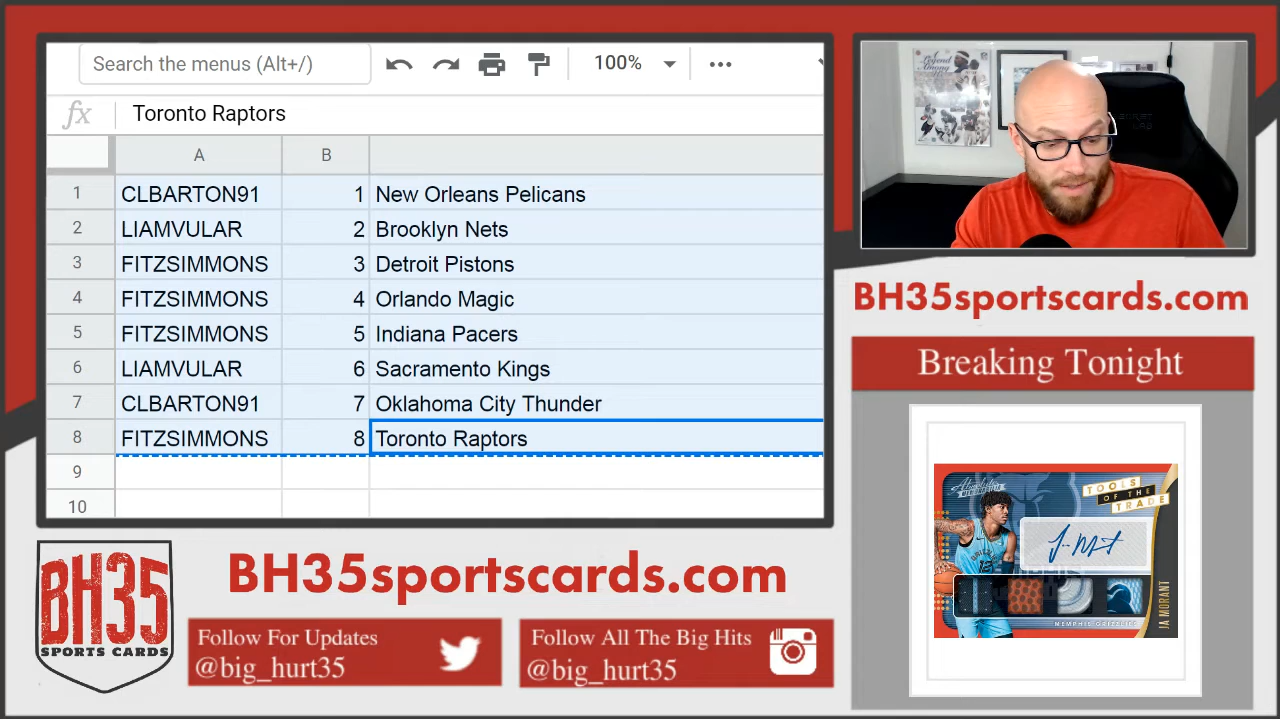 Search the menus (Alt+/)
100%
fx
Toronto Raptors
A
B
1 CLBARTON91 1 New Orleans Pelicans
2 LIAMVULAR 2 Brooklyn Nets
3 FITZSIMMONS 3 Detroit Pistons
4 FITZSIMMONS 4 Orlando Magic
5 FITZSIMMONS 5 Indiana Pacers
6 LIAMVULAR 6 Sacramento Kings
7 CLBARTON91 7 Oklahoma City Thunder
8 FITZSIMMONS 8 Toronto Raptors
9
10
BH35sportscards.com
Breaking Tonight
Absolute
TOOLS
OF THE
TRADE
JA MORANT
MEMPHIS GRIZZLIES
BH35
SPORTS CARDS
BH35sportscards.com
Follow For Updates
@big_hurt35
Follow All The Big Hits
@big_hurt35